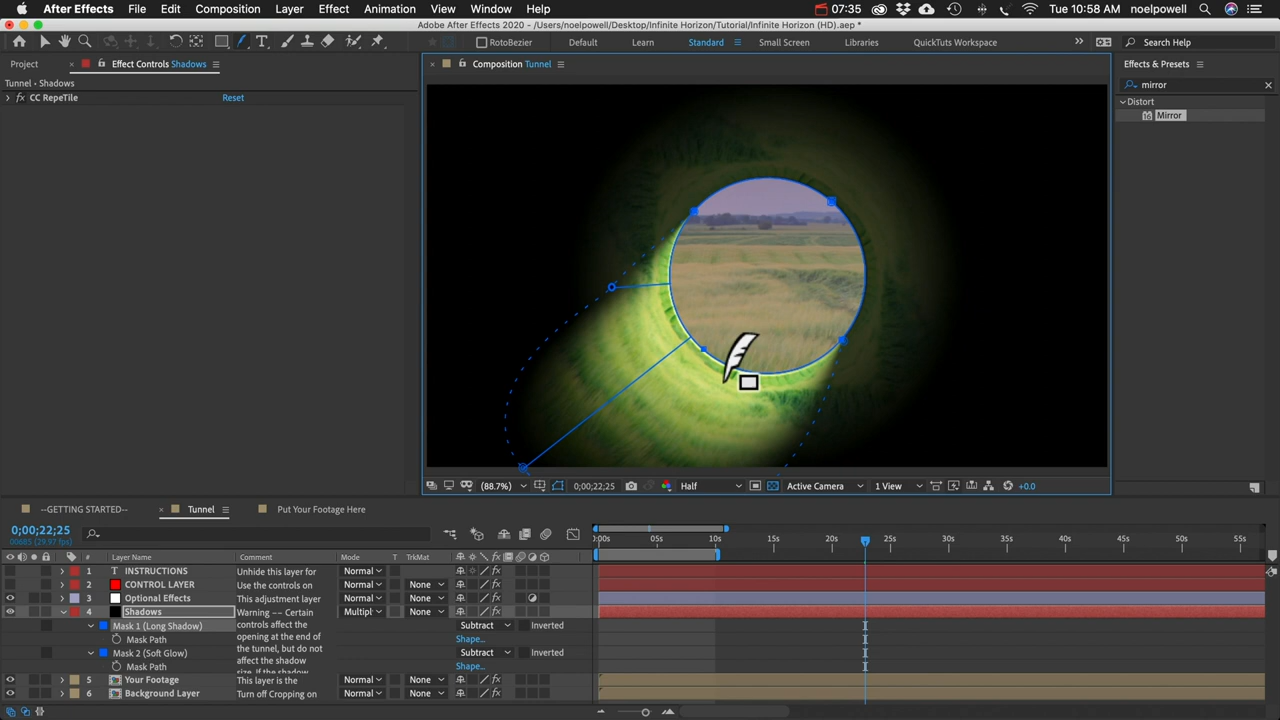 After Effects File Edit Composition Layer Effect Animation View Window Help 07:35 Tue 10:58 AM noelpowell
Adobe After Effects 2020 - /Users/noelpowell/Desktop/Infinite Horizon/Tutorial/Infinite Horizon (HD).aep *
RotoBezier Default Learn Standard Small Screen Libraries QuickTuts Workspace Search Help
Project Effect Controls Shadows Composition Tunnel Effects & Presets
Tunnel • Shadows mirror
fx CC RepeTile Reset Distort
Mirror
(88.7%) 0;00;22;25 Half Active Camera 1 View +0.0
--GETTING STARTED-- Tunnel Put Your Footage Here
0;00;22;25
00685 (29.97 fps)
:00s 05s 10s 15s 20s 25s 30s 35s 40s 45s 50s 55s
# Layer Name Comment Mode T TrkMat
1 T INSTRUCTIONS Unhide this layer for Normal
2 CONTROL LAYER Use the controls on Normal None
3 Optional Effects This adjustment layer Normal None
4 Shadows Warning -- Certain Multipl None
controls affect the
opening at the end of
the tunnel, but do not
affect the shadow
size. If the shadow
Mask 1 (Long Shadow) Subtract Inverted
Mask Path Shape...
Mask 2 (Soft Glow) Subtract Inverted
Mask Path Shape...
5 Your Footage This layer is the Normal None
6 Background Layer Turn off Cropping on Normal None